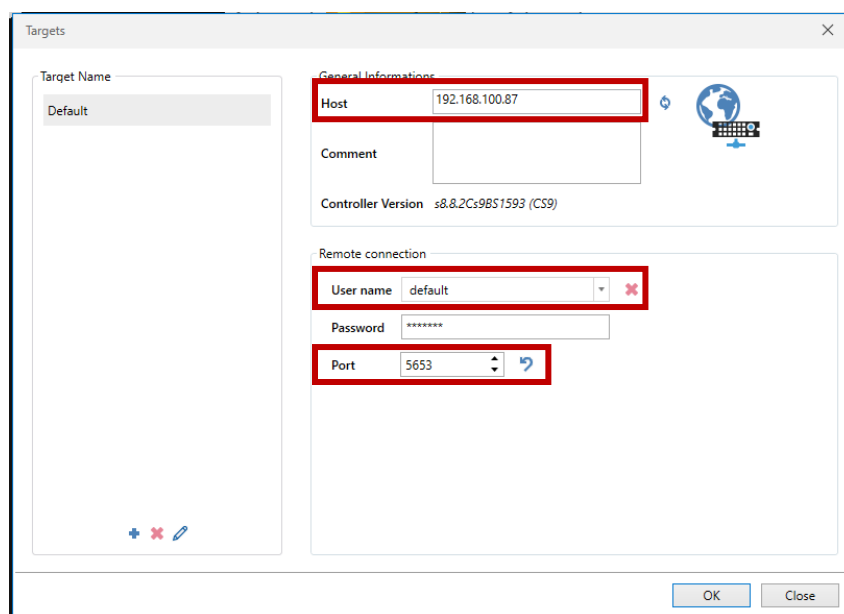 Targets
Target Name
Default
General Informations
Host 192.168.100.87
Comment
Controller Version s8.8.2Cs9BS1593 (CS9)
Remote connection
User name default
Password *******
Port 5653
OK Close